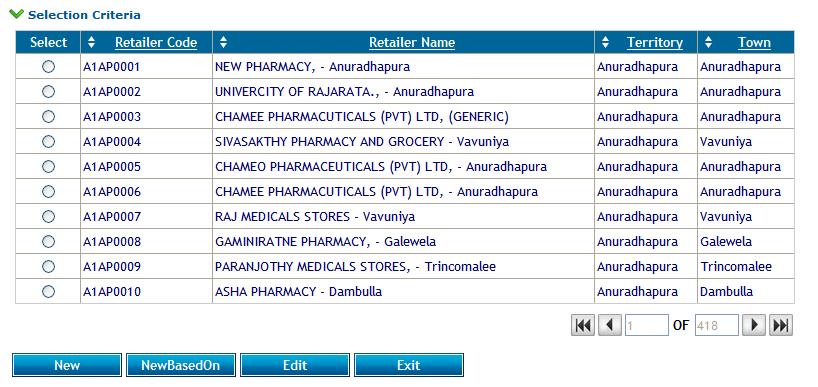 Selection Criteria
Select Retailer Code Retailer Name Territory Town
A1AP0001 NEW PHARMACY, - Anuradhapura Anuradhapura Anuradhapura
A1AP0002 UNIVERCITY OF RAJARATA., - Anuradhapura Anuradhapura Anuradhapura
A1AP0003 CHAMEE PHARMACUTICALS (PVT) LTD, (GENERIC) Anuradhapura Anuradhapura
A1AP0004 SIVASAKTHY PHARMACY AND GROCERY - Vavuniya Anuradhapura Vavuniya
A1AP0005 CHAMEO PHARMACEUTICALS (PVT) LTD, - Anuradhapura Anuradhapura Anuradhapura
A1AP0006 CHAMEE PHARMACUTICALS (PVT) LTD, - Anuradhapura Anuradhapura Anuradhapura
A1AP0007 RAJ MEDICALS STORES - Vavuniya Anuradhapura Vavuniya
A1AP0008 GAMINIRATNE PHARMACY, - Galewela Anuradhapura Galewela
A1AP0009 PARANJOTHY MEDICALS STORES, - Trincomalee Anuradhapura Trincomalee
A1AP0010 ASHA PHARMACY - Dambulla Anuradhapura Dambulla
1 OF 418
New NewBasedOn Edit Exit